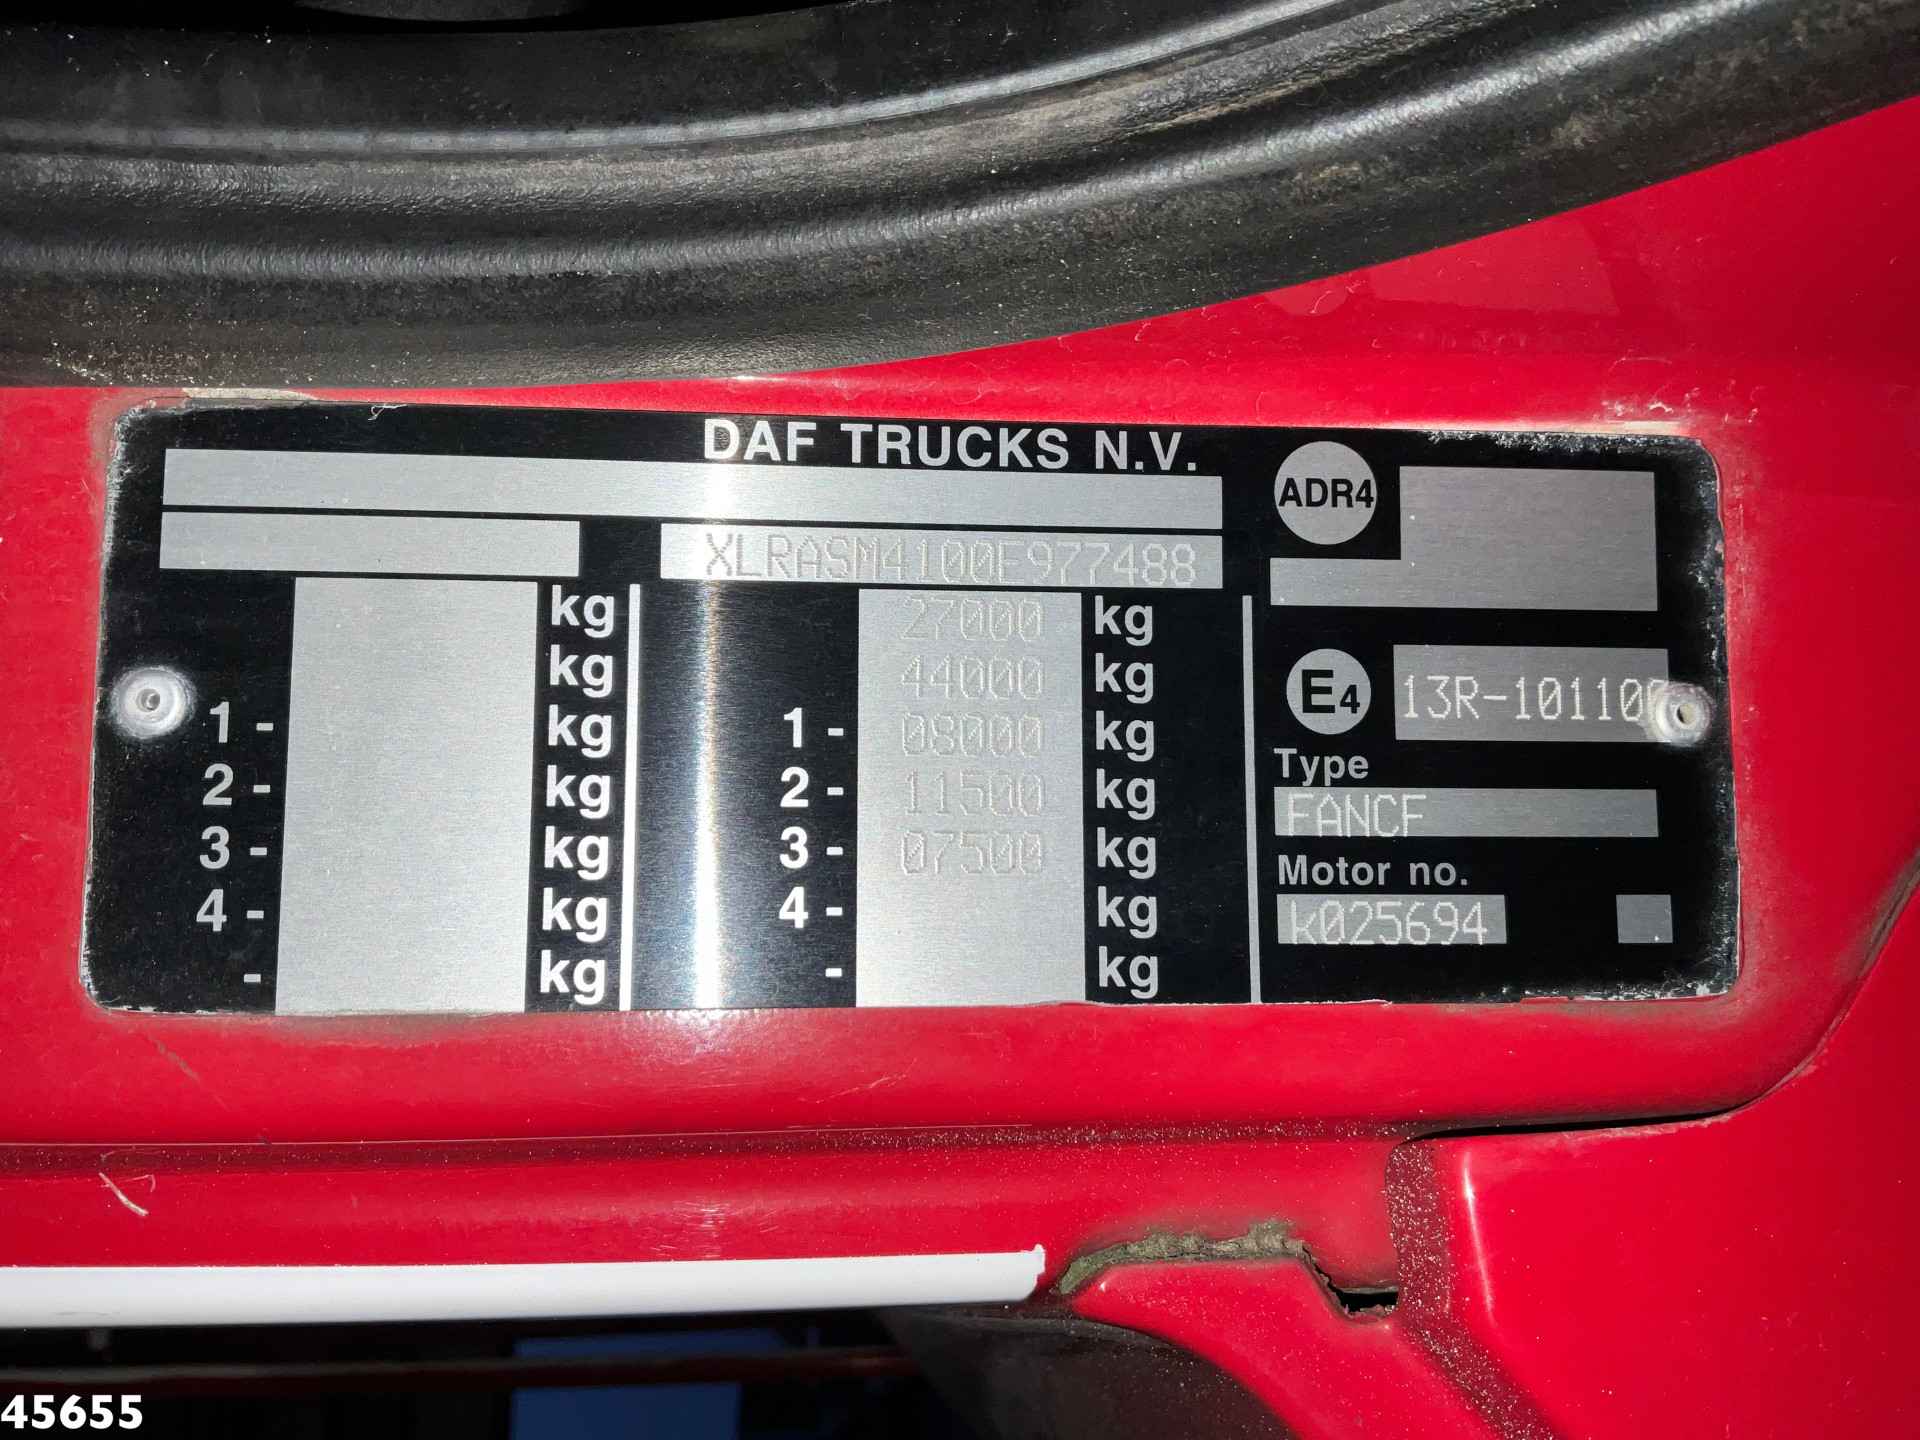 DAF TRUCKS N.V.
XLRASM4100E977488
kg 27000 kg
kg 44000 kg
1 - kg 1 - 08000 kg
2 - kg 2 - 11500 kg
3 - kg 3 - 07500 kg
4 - kg 4 - kg
- kg - kg
ADR4
E4 13R-101100
Type
FANCF
Motor no.
K025694
45655